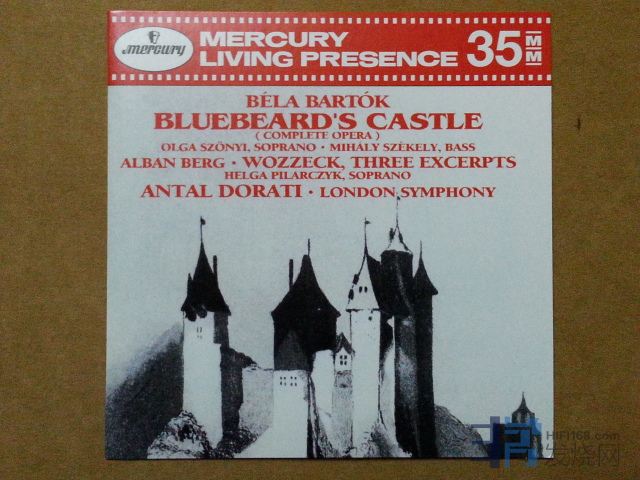 Mercury
MERCURY
LIVING PRESENCE
35
MM
BÉLA BARTÓK
BLUEBEARD'S CASTLE
( COMPLETE OPERA )
OLGA SZÖNYI, SOPRANO · MIHÁLY SZÉKELY, BASS
ALBAN BERG · WOZZECK, THREE EXCERPTS
HELGA PILARCZYK, SOPRANO
ANTAL DORATI · LONDON SYMPHONY
HIFI168.com
发烧网